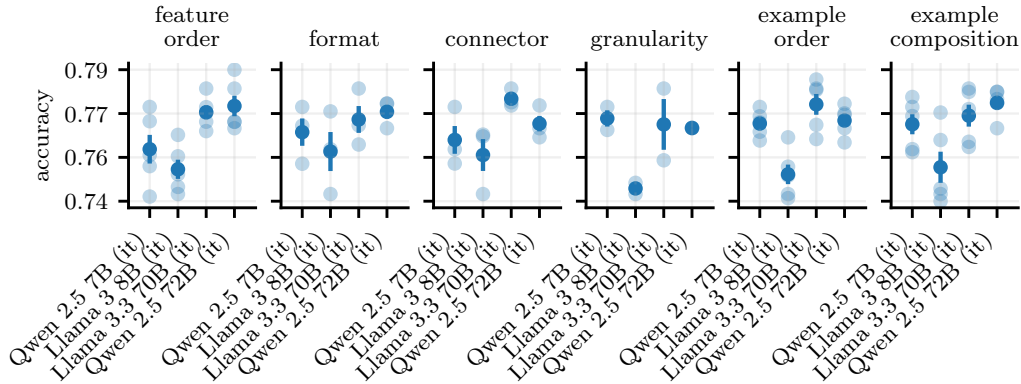 feature
order
format
connector
granularity
example
order
example
composition
accuracy
0.79
0.77
0.76
0.74
Qwen 2.5 7B (it)
Llama 3 8B (it)
Llama 3.3 70B (it)
Qwen 2.5 72B (it)
Qwen 2.5 7B (it)
Llama 3 8B (it)
Llama 3.3 70B (it)
Qwen 2.5 72B (it)
Qwen 2.5 7B (it)
Llama 3 8B (it)
Llama 3.3 70B (it)
Qwen 2.5 72B (it)
Qwen 2.5 7B (it)
Llama 3 8B (it)
Llama 3.3 70B (it)
Qwen 2.5 72B (it)
Qwen 2.5 7B (it)
Llama 3 8B (it)
Llama 3.3 70B (it)
Qwen 2.5 72B (it)
Qwen 2.5 7B (it)
Llama 3 8B (it)
Llama 3.3 70B (it)
Qwen 2.5 72B (it)